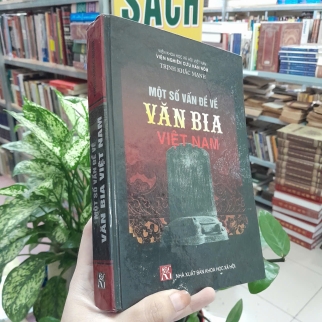 SÁCH
VIỆN KHOA HỌC XÃ HỘI VIỆT NAM
VIỆN NGHIÊN CỨU HÁN NÔM
TRỊNH KHẮC MẠNH
MỘT SỐ VẤN ĐỀ VỀ
VĂN BIA
VIỆT NAM
NHÀ XUẤT BẢN KHOA HỌC XÃ HỘI
MỘT SỐ VẤN ĐỀ VỀ
VĂN BIA VIỆT NAM